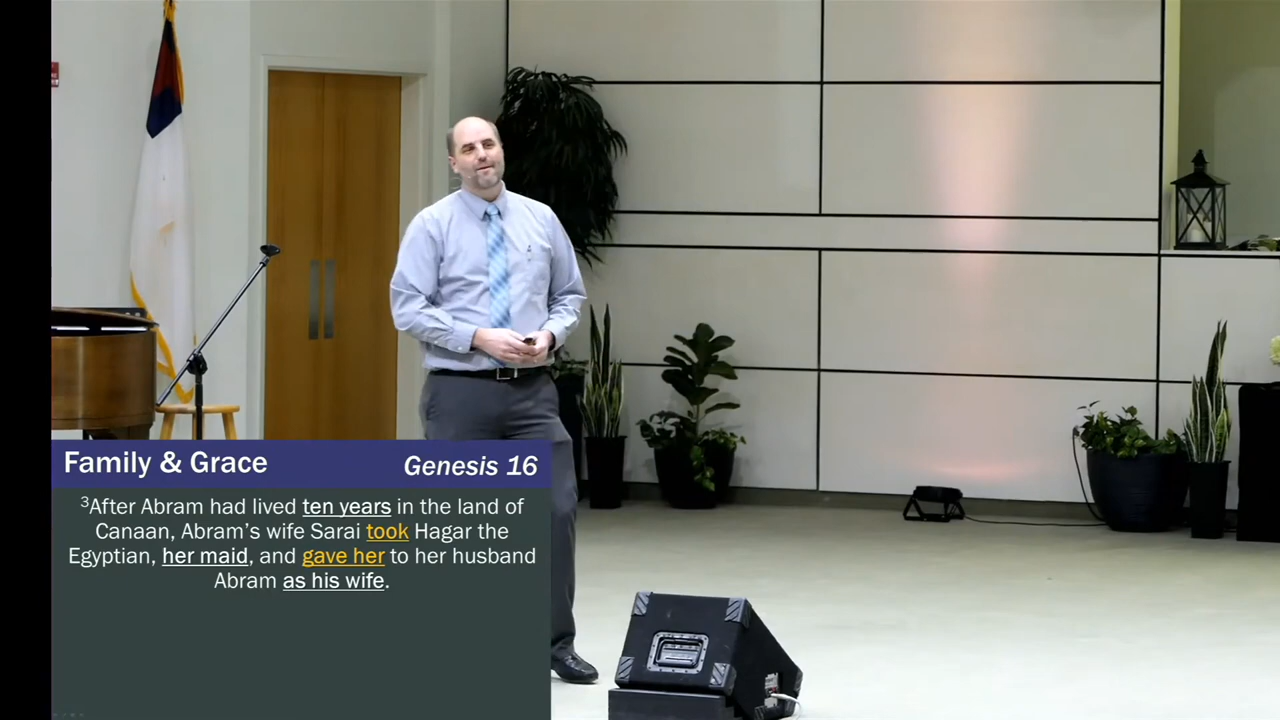 Family & Grace
Genesis 16
³After Abram had lived ten years in the land of
Canaan, Abram's wife Sarai took Hagar the
Egyptian, her maid, and gave her to her husband
Abram as his wife.